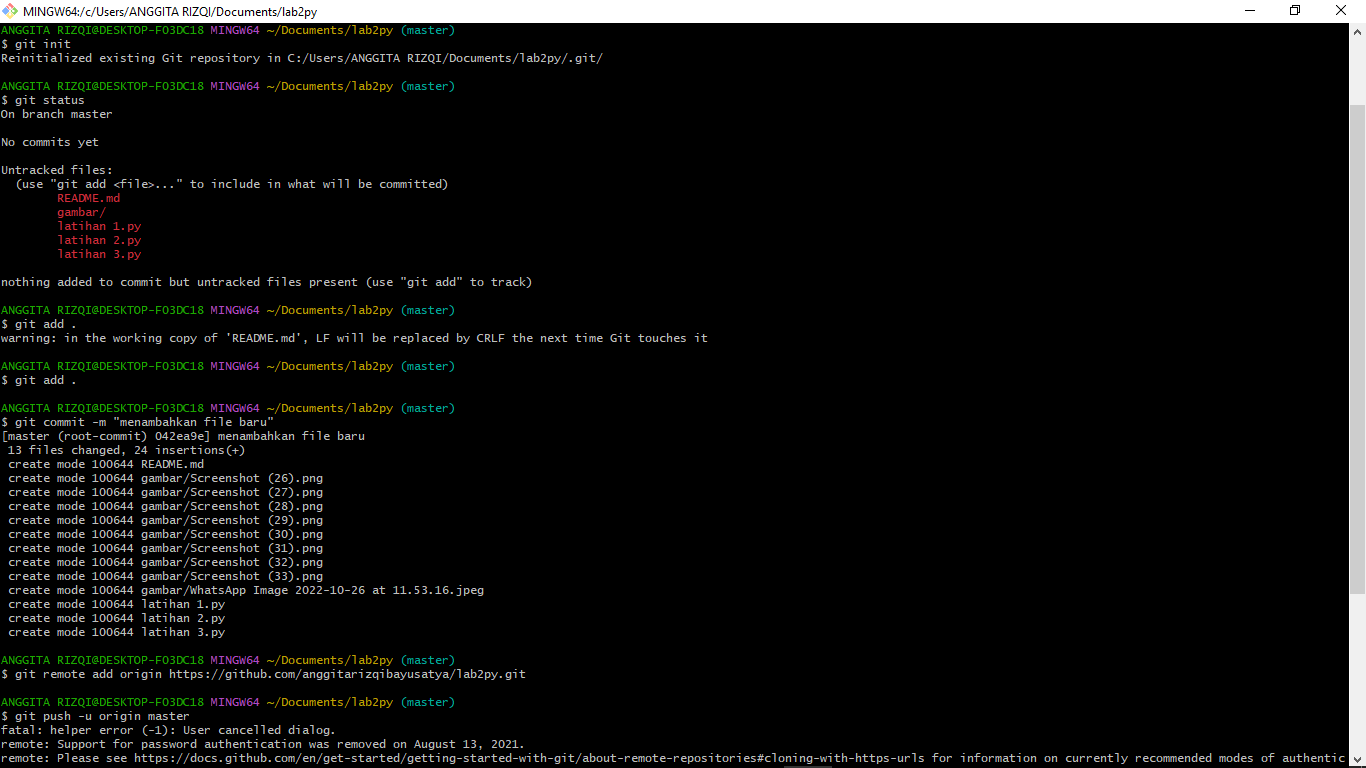 MINGW64:/c/Users/ANGGITA RIZQI/Documents/lab2py
ANGGITA RIZQI@DESKTOP-FO3DC18 MINGW64 ~/Documents/lab2py (master)
$ git init
Reinitialized existing Git repository in C:/Users/ANGGITA RIZQI/Documents/lab2py/.git/
ANGGITA RIZQI@DESKTOP-FO3DC18 MINGW64 ~/Documents/lab2py (master)
$ git status
On branch master
No commits yet
Untracked files:
  (use "git add <file>..." to include in what will be committed)
        README.md
        gambar/
        latihan 1.py
        latihan 2.py
        latihan 3.py
nothing added to commit but untracked files present (use "git add" to track)
ANGGITA RIZQI@DESKTOP-FO3DC18 MINGW64 ~/Documents/lab2py (master)
$ git add .
warning: in the working copy of 'README.md', LF will be replaced by CRLF the next time Git touches it
ANGGITA RIZQI@DESKTOP-FO3DC18 MINGW64 ~/Documents/lab2py (master)
$ git add .
ANGGITA RIZQI@DESKTOP-FO3DC18 MINGW64 ~/Documents/lab2py (master)
$ git commit -m "menambahkan file baru"
[master (root-commit) 042ea9e] menambahkan file baru
 13 files changed, 24 insertions(+)
 create mode 100644 README.md
 create mode 100644 gambar/Screenshot (26).png
 create mode 100644 gambar/Screenshot (27).png
 create mode 100644 gambar/Screenshot (28).png
 create mode 100644 gambar/Screenshot (29).png
 create mode 100644 gambar/Screenshot (30).png
 create mode 100644 gambar/Screenshot (31).png
 create mode 100644 gambar/Screenshot (32).png
 create mode 100644 gambar/Screenshot (33).png
 create mode 100644 gambar/WhatsApp Image 2022-10-26 at 11.53.16.jpeg
 create mode 100644 latihan 1.py
 create mode 100644 latihan 2.py
 create mode 100644 latihan 3.py
ANGGITA RIZQI@DESKTOP-FO3DC18 MINGW64 ~/Documents/lab2py (master)
$ git remote add origin https://github.com/anggitarizqibayusatya/lab2py.git
ANGGITA RIZQI@DESKTOP-FO3DC18 MINGW64 ~/Documents/lab2py (master)
$ git push -u origin master
fatal: helper error (-1): User cancelled dialog.
remote: Support for password authentication was removed on August 13, 2021.
remote: Please see https://docs.github.com/en/get-started/getting-started-with-git/about-remote-repositories#cloning-with-https-urls for information on currently recommended modes of authentic